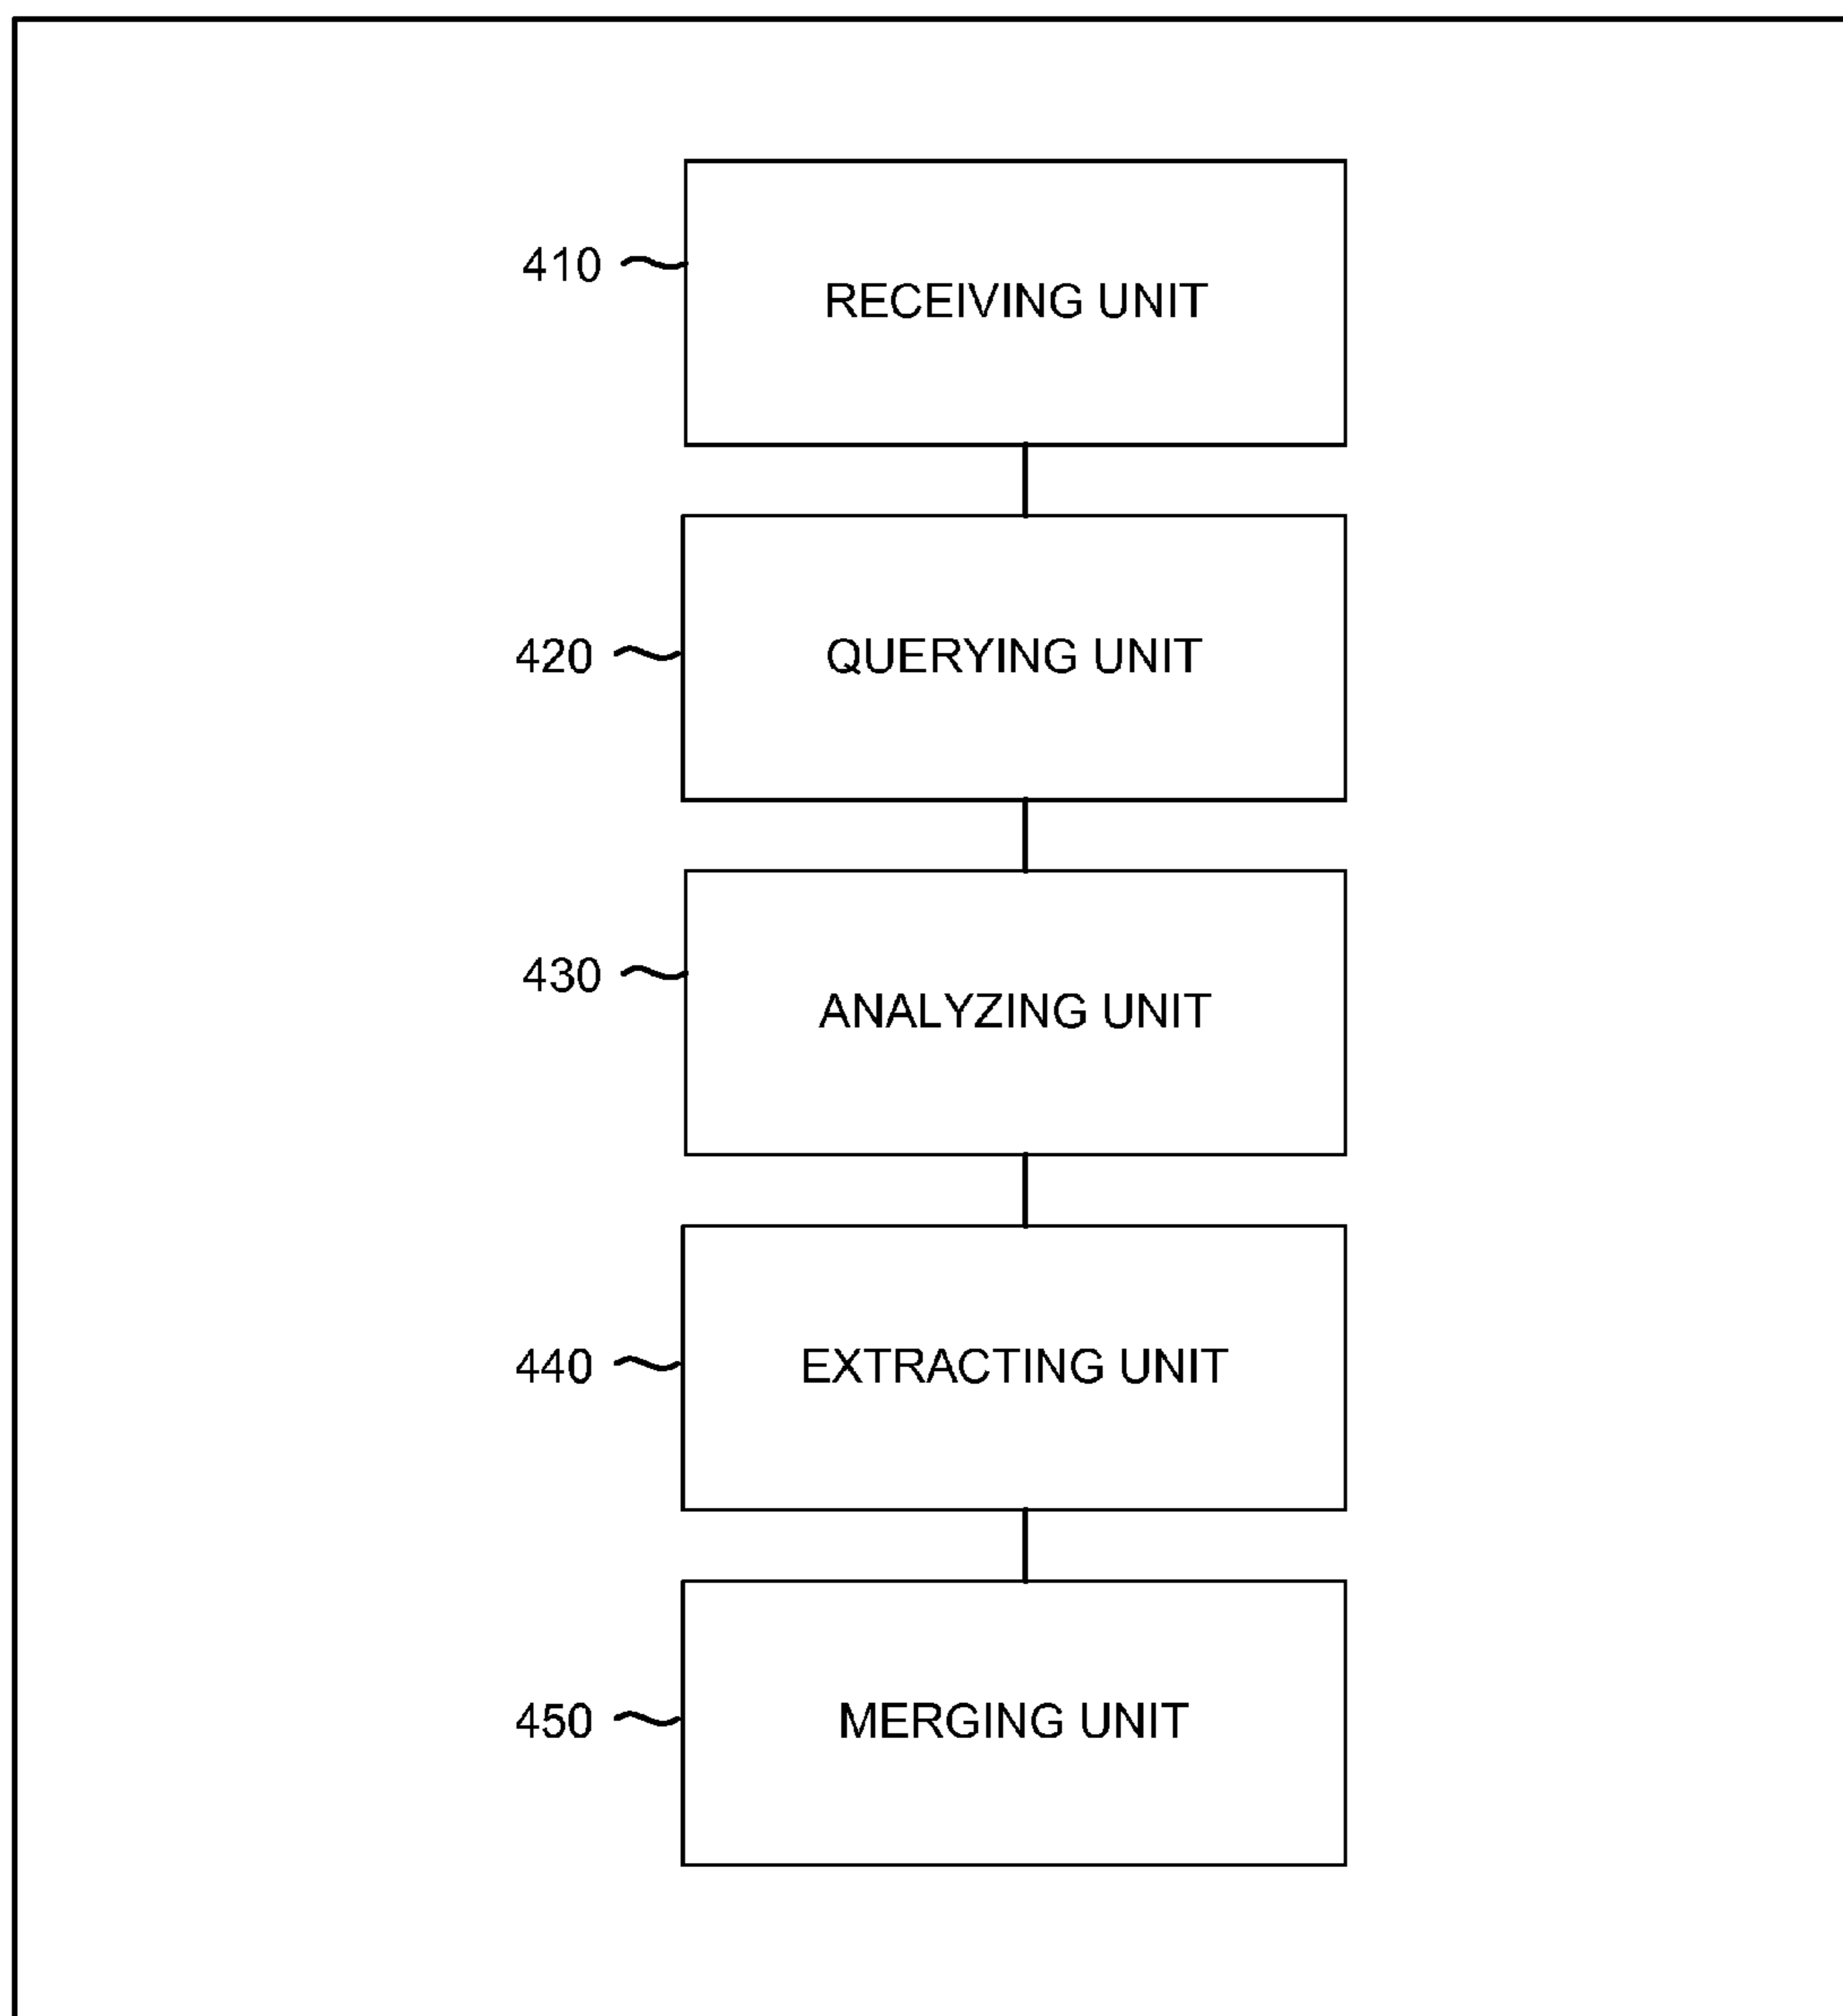 410
RECEIVING UNIT
420
QUERYING UNIT
430
ANALYZING UNIT
440
EXTRACTING UNIT
450
MERGING UNIT